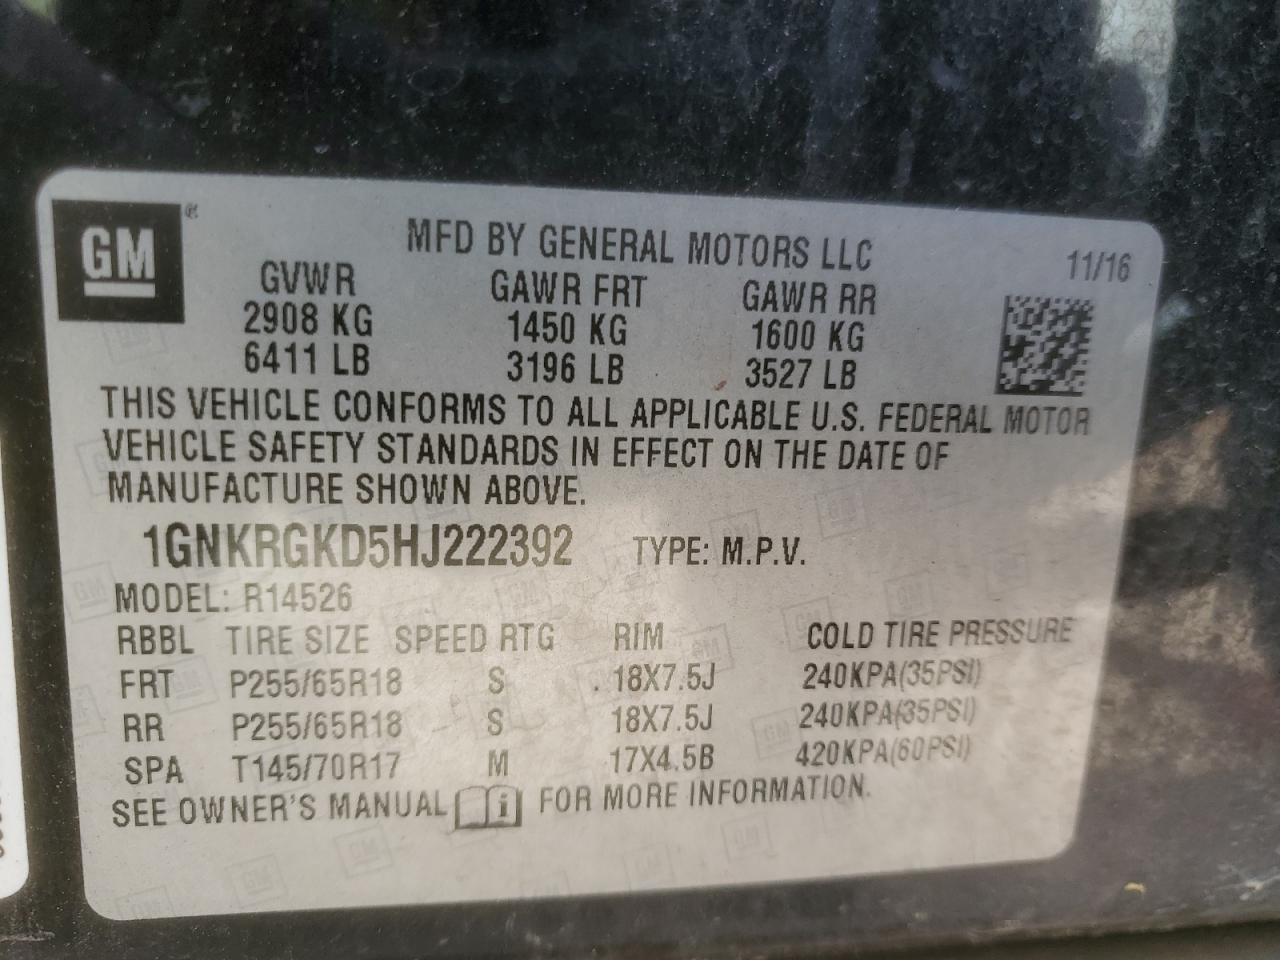 GM
MFD BY GENERAL MOTORS LLC 11/16
GVWR GAWR FRT GAWR RR
2908 KG 1450 KG 1600 KG
6411 LB 3196 LB 3527 LB
THIS VEHICLE CONFORMS TO ALL APPLICABLE U.S. FEDERAL MOTOR
VEHICLE SAFETY STANDARDS IN EFFECT ON THE DATE OF
MANUFACTURE SHOWN ABOVE.
1GNKRGKD5HJ222392 TYPE: M.P.V.
MODEL: R14526
RBBL TIRE SIZE SPEED RTG RIM COLD TIRE PRESSURE
FRT P255/65R18 S 18X7.5J 240KPA(35PSI)
RR P255/65R18 S 18X7.5J 240KPA(35PSI)
SPA T145/70R17 M 17X4.5B 420KPA(60PSI)
SEE OWNER'S MANUAL i FOR MORE INFORMATION.